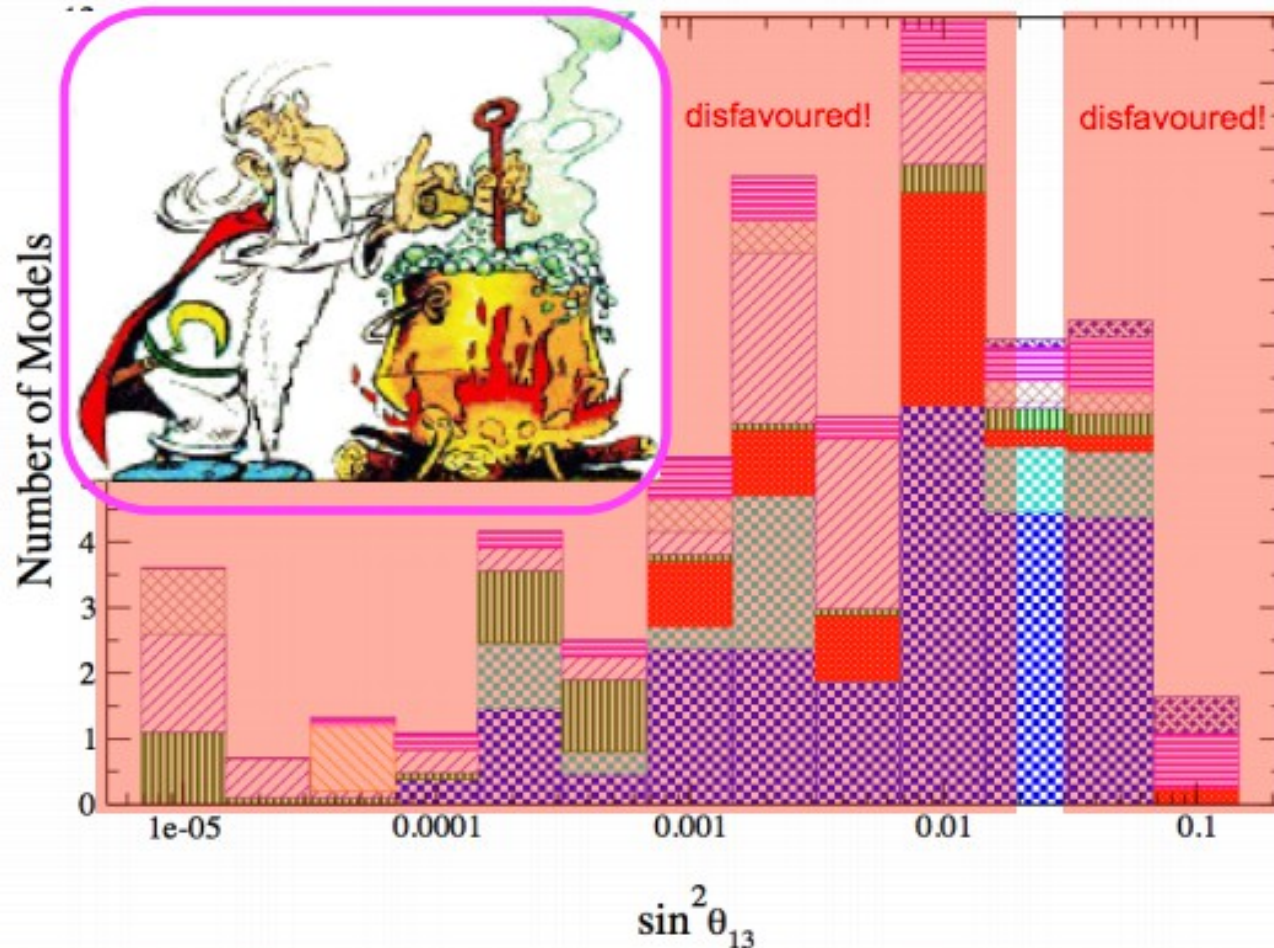 disfavoured!
disfavoured!
Number of Models
4
3
2
1
0
1e-05
0.0001
0.001
0.01
0.1
sin²θ₁₃